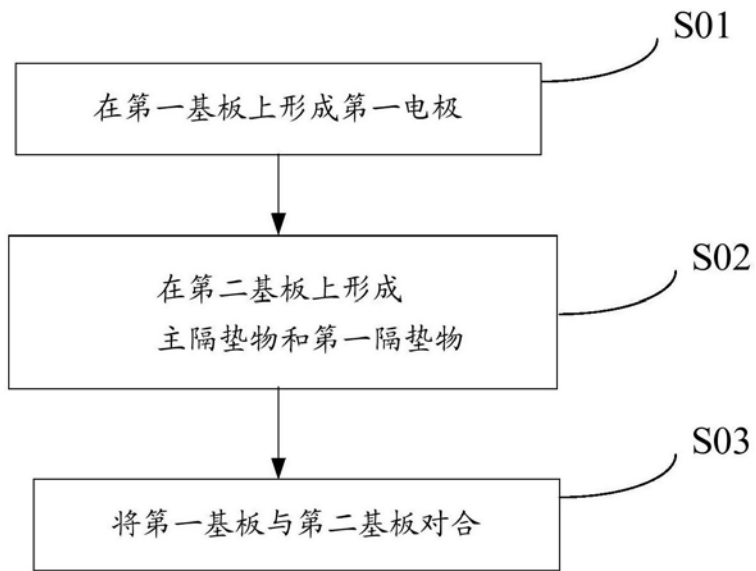 S01
在第一基板上形成第一电极
S02
在第二基板上形成
主隔垫物和第一隔垫物
S03
将第一基板与第二基板对合